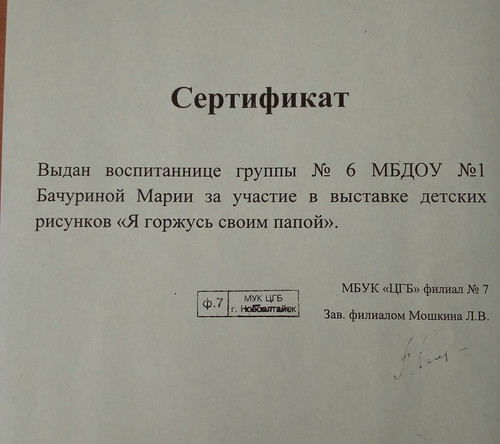 Сертификат
Выдан воспитаннице группы № 6 МБДОУ №1
Бачуриной Марии за участие в выставке детских
рисунков «Я горжусь своим папой».
МБУК «ЦГБ» филиал № 7
ф.7
МУК ЦГБ
г.
Зав. филиалом Мошкина Л.В.